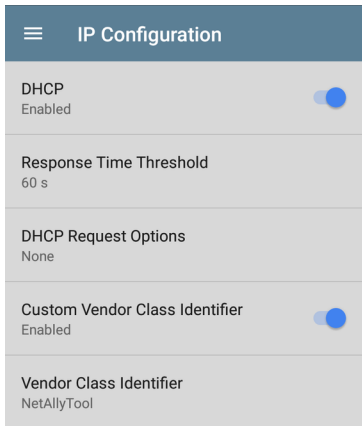 IP Configuration
DHCP
Enabled
Response Time Threshold
60 s
DHCP Request Options
None
Custom Vendor Class Identifier
Enabled
Vendor Class Identifier
NetAllyTool